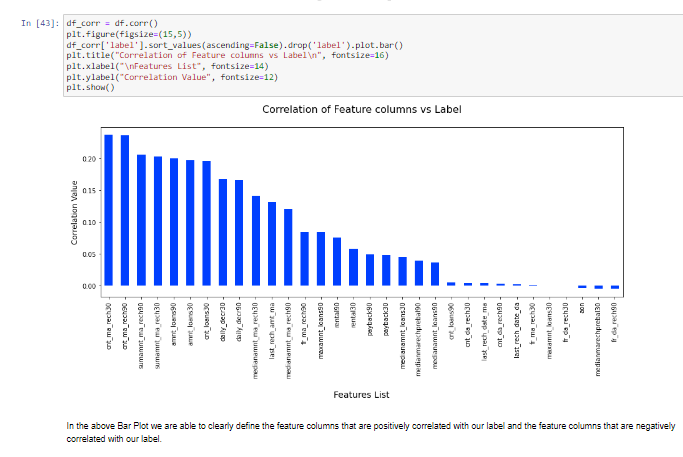 In [43]: df_corr = df.corr()
plt.figure(figsize=(15,5))
df_corr['label'].sort_values(ascending=False).drop('label').plot.bar()
plt.title("Correlation of Feature columns vs Label\n", fontsize=16)
plt.xlabel("\nFeatures List", fontsize=14)
plt.ylabel("Correlation Value", fontsize=12)
plt.show()
Correlation of Feature columns vs Label
Correlation Value
0.20
0.15
0.10
0.05
0.00
cnt_ma_rech30
cnt_ma_rech90
sumamnt_ma_rech90
sumamnt_ma_rech30
amnt_loans90
amnt_loans30
cnt_loans30
daily_decr30
daily_decr90
medianamnt_ma_rech30
last_rech_amt_ma
medianamnt_ma_rech90
fr_ma_rech90
maxamnt_loans90
rental90
rental30
payback90
payback30
medianamnt_loans30
medianmarechprebal90
medianamnt_loans90
cnt_loans90
cnt_da_rech30
last_rech_date_ma
cnt_da_rech90
last_rech_date_da
fr_ma_rech30
maxamnt_loans30
fr_da_rech30
aon
medianmarechprebal30
fr_da_rech90
Features List
In the above Bar Plot we are able to clearly define the feature columns that are positively correlated with our label and the feature columns that are negatively
correlated with our label.